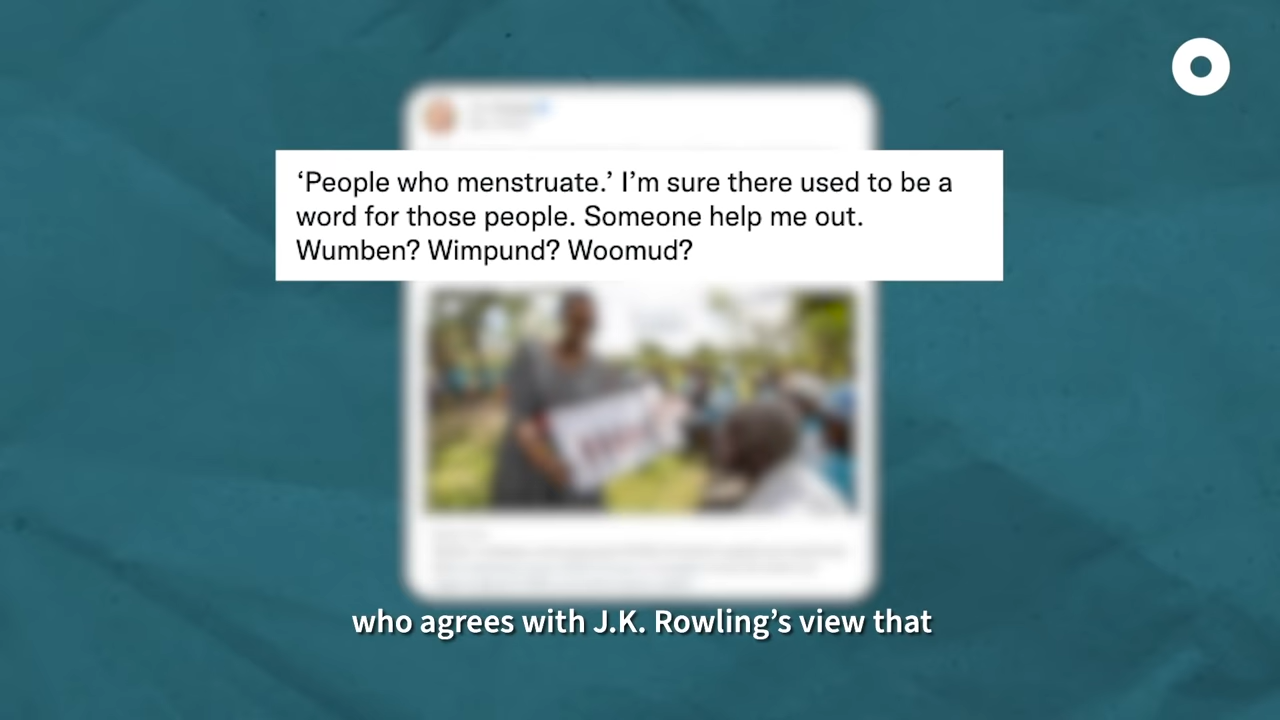 ‘People who menstruate.’ I’m sure there used to be a
word for those people. Someone help me out.
Wumben? Wimpund? Woomud?
who agrees with J.K. Rowling’s view that